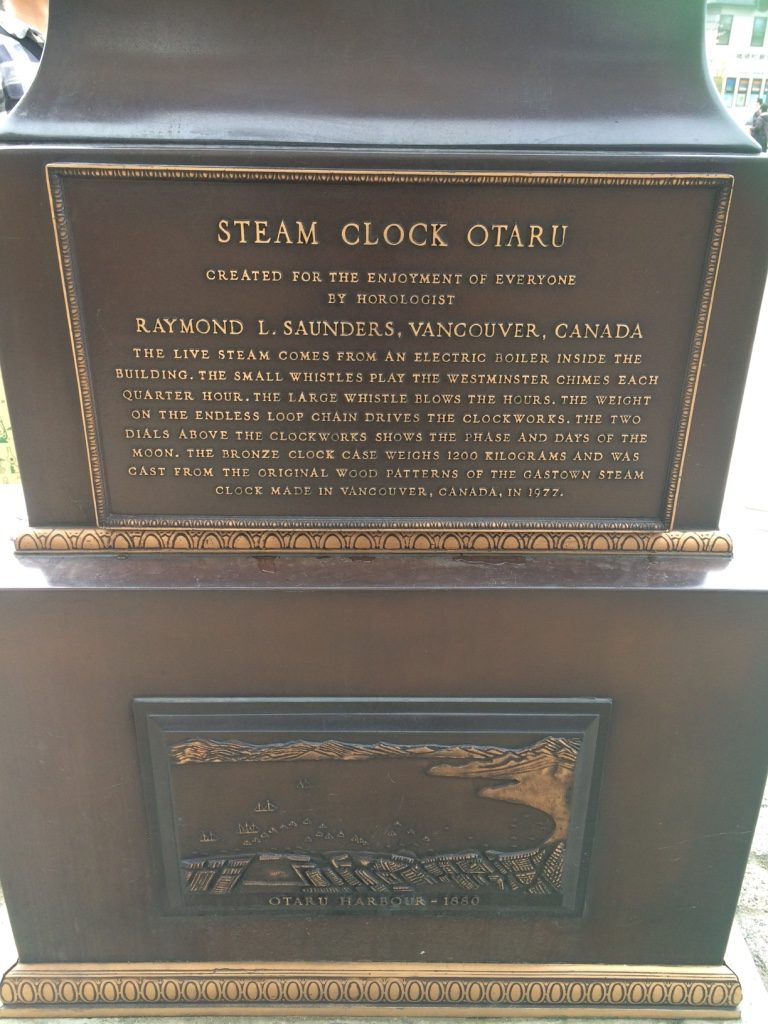 STEAM CLOCK OTARU
CREATED FOR THE ENJOYMENT OF EVERYONE
BY HOROLOGIST
RAYMOND L. SAUNDERS, VANCOUVER, CANADA
THE LIVE STEAM COMES FROM AN ELECTRIC BOILER INSIDE THE
BUILDING. THE SMALL WHISTLES PLAY THE WESTMINSTER CHIMES EACH
QUARTER HOUR. THE LARGE WHISTLE BLOWS THE HOURS. THE WEIGHT
ON THE ENDLESS LOOP CHAIN DRIVES THE CLOCKWORKS. THE TWO
DIALS ABOVE THE CLOCKWORKS SHOWS THE PHASE AND DAYS OF THE
MOON. THE BRONZE CLOCK CASE WEIGHS 1200 KILOGRAMS AND WAS
CAST FROM THE ORIGINAL WOOD PATTERNS OF THE GASTOWN STEAM
CLOCK MADE IN VANCOUVER, CANADA, IN 1977.
OTARU HARBOUR - 1880